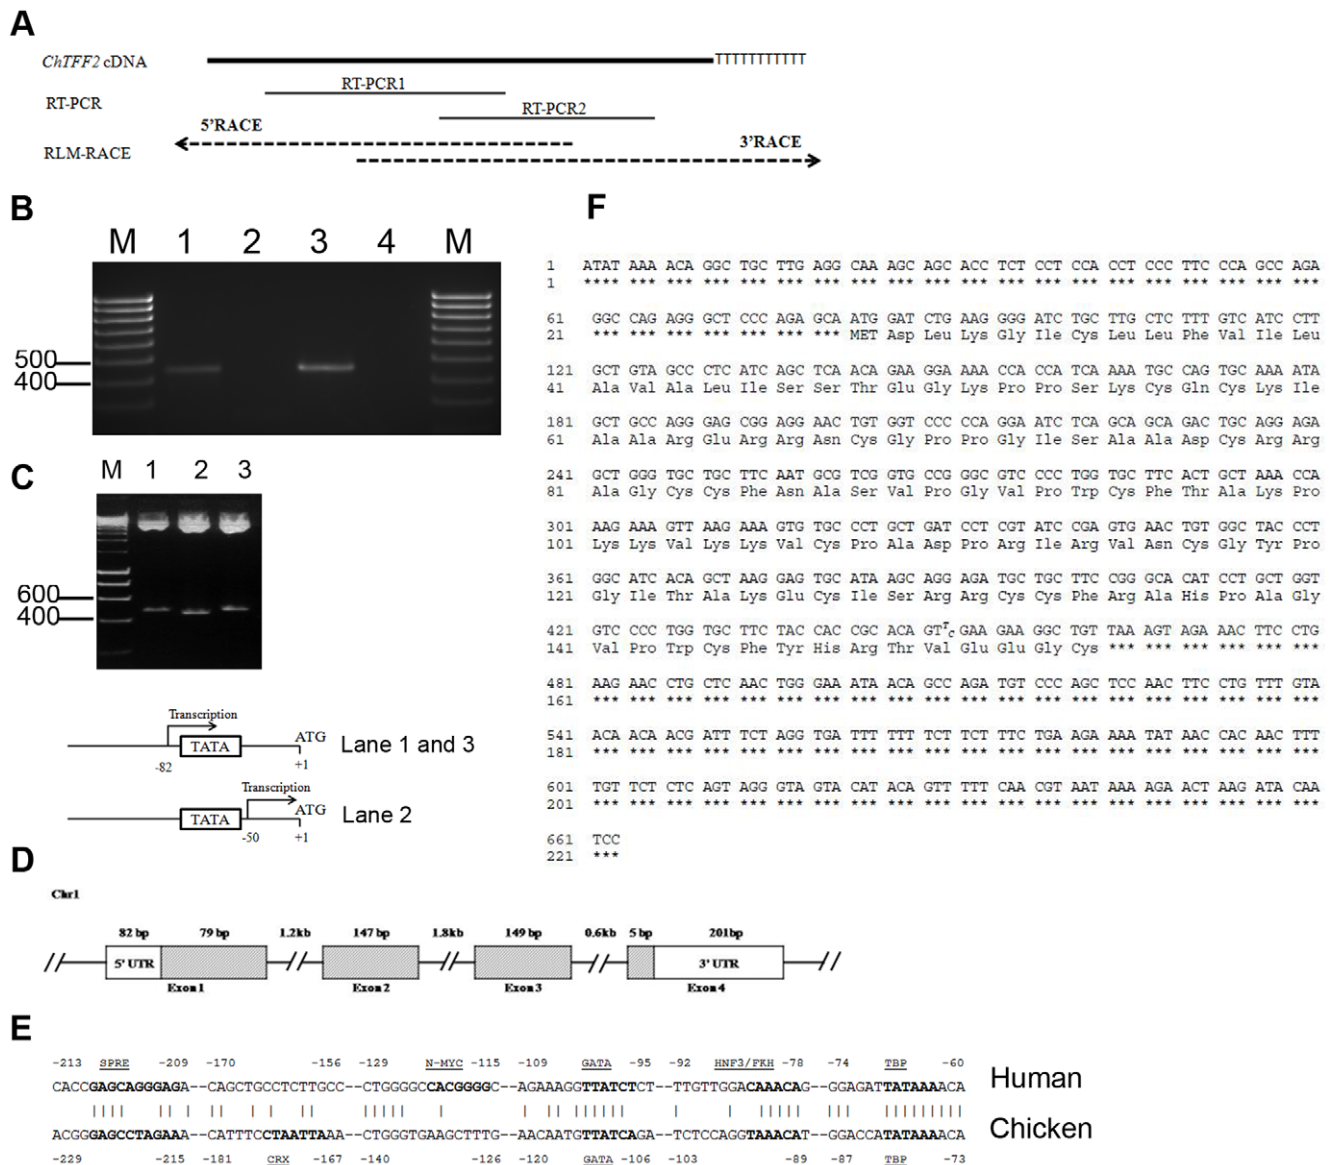 A
ChTFF2 cDNA
TTTTTTTTTTT
RT-PCR
RT-PCR1
RT-PCR2
5'RACE
RLM-RACE
3'RACE
B
M 1 2 3 4 M
500
400
C
M 1 2 3
600
400
Transcription
TATA
ATG
-82
+1
Lane 1 and 3
Transcription
TATA
ATG
-50
+1
Lane 2
D
Chr1
82 bp 79 bp 1.2kb 147 bp 1.8kb 149 bp 0.6kb 5 bp 201bp
5' UTR 3' UTR
Exon1 Exon2 Exon3 Exon4
E
-213 SPRE -209 -170 -156 -129 N-MYC -115 -109 GATA -95 -92 HNF3/FKH -78 -74 TBP -60
CACCGAGCAGGGAGA--CAGCTGCCTCTTGCC--CTGGGGCCACGGGGC--AGAAAGGTTATCTCT--TTGTTGGACAAACAG--GGAGATTATAAAACA
Human
ACGGGAGCCTAGAAA--CATTTCCTAATTAAA--CTGGGTGAAGCTTTG--AACAATGTTATCAGA--TCTCCAGGTAAACAT--GGACCATATAAAACA
Chicken
-229 -215 -181 CRX -167 -140 -126 -120 GATA -106 -103 -89 -87 TBP -73
F
1 ATAT AAA ACA GGC TGC TTG AGG CAA AGC AGC ACC TCT CCT CCA CCT CCC TTC CCA GCC AGA
1 **** *** *** *** *** *** *** *** *** *** *** *** *** *** *** *** *** *** *** ***
61 GGC CAG AGG GCT CCC AGA GCA ATG GAT CTG AAG GGG ATC TGC TTG CTC TTT GTC ATC CTT
21 *** *** *** *** *** *** *** MET Asp Leu Lys Gly Ile Cys Leu Leu Phe Val Ile Leu
121 GCT GTA GCC CTC ATC AGC TCA ACA GAA GGA AAA CCA CCA TCA AAA TGC CAG TGC AAA ATA
41 Ala Val Ala Leu Ile Ser Ser Thr Glu Gly Lys Pro Pro Ser Lys Cys Gln Cys Lys Ile
181 GCT GCC AGG GAG CGG AGG AAC TGT GGT CCC CCA GGA ATC TCA GCA GCA GAC TGC AGG AGA
61 Ala Ala Arg Glu Arg Arg Asn Cys Gly Pro Pro Gly Ile Ser Ala Ala Asp Cys Arg Arg
241 GCT GGG TGC TGC TTC AAT GCG TCG GTG CCG GGC GTC CCC TGG TGC TTC ACT GCT AAA CCA
81 Ala Gly Cys Cys Phe Asn Ala Ser Val Pro Gly Val Pro Trp Cys Phe Thr Ala Lys Pro
301 AAG AAA GTT AAG AAA GTG TGC CCT GCT GAT CCT CGT ATC CGA GTG AAC TGT GGC TAC CCT
101 Lys Lys Val Lys Lys Val Cys Pro Ala Asp Pro Arg Ile Arg Val Asn Cys Gly Tyr Pro
361 GGC ATC ACA GCT AAG GAG TGC ATA AGC AGG AGA TGC TGC TTC CGG GCA CAT CCT GCT GGT
121 Gly Ile Thr Ala Lys Glu Cys Ile Ser Arg Arg Cys Cys Phe Arg Ala His Pro Ala Gly
421 GTC CCC TGG TGC TTC TAC CAC CGC ACA GTT/C GAA GAA GGC TGT TAA AGT AGA AAC TTC CTG
141 Val Pro Trp Cys Phe Tyr His Arg Thr Val Glu Glu Gly Cys *** *** *** *** *** ***
481 AAG AAC CTG CTC AAC TGG GAA ATA ACA GCC AGA TGT CCC AGC TCC AAC TTC CTG TTT GTA
161 *** *** *** *** *** *** *** *** *** *** *** *** *** *** *** *** *** *** *** ***
541 ACA ACA ACG ATT TCT AGG TGA TTT TTT TCT TCT TTC TGA AGA AAA TAT AAC CAC AAC TTT
181 *** *** *** *** *** *** *** *** *** *** *** *** *** *** *** *** *** *** *** ***
601 TGT TCT CTC AGT AGG GTA GTA CAT ACA GTT TTT CAA CGT AAT AAA AGA ACT AAG ATA CAA
201 *** *** *** *** *** *** *** *** *** *** *** *** *** *** *** *** *** *** *** ***
661 TCC
221 ***